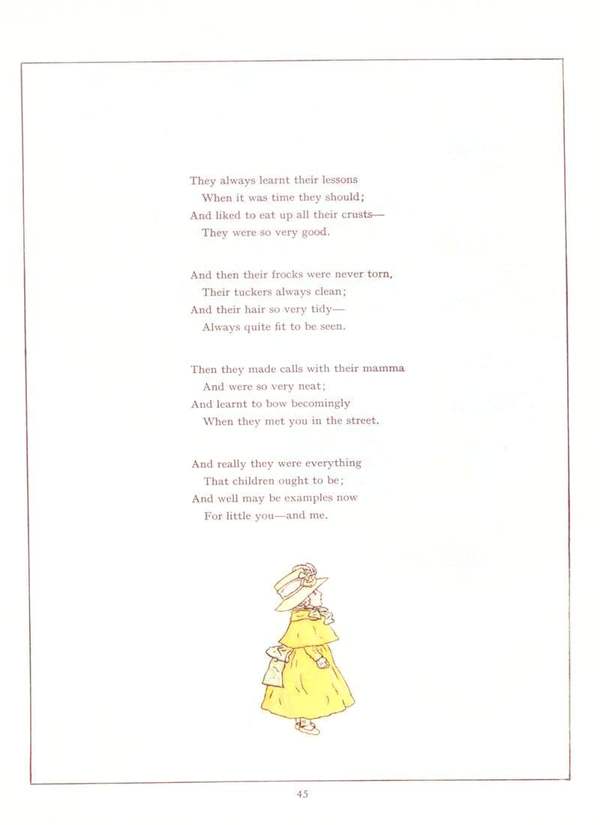 They always learnt their lessons
When it was time they should;
And liked to eat up all their crusts—
They were so very good.
And then their frocks were never torn,
Their tuckers always clean;
And their hair so very tidy—
Always quite fit to be seen.
Then they made calls with their mamma
And were so very neat;
And learnt to bow becomingly
When they met you in the street.
And really they were everything
That children ought to be;
And well may be examples now
For little you—and me.
45